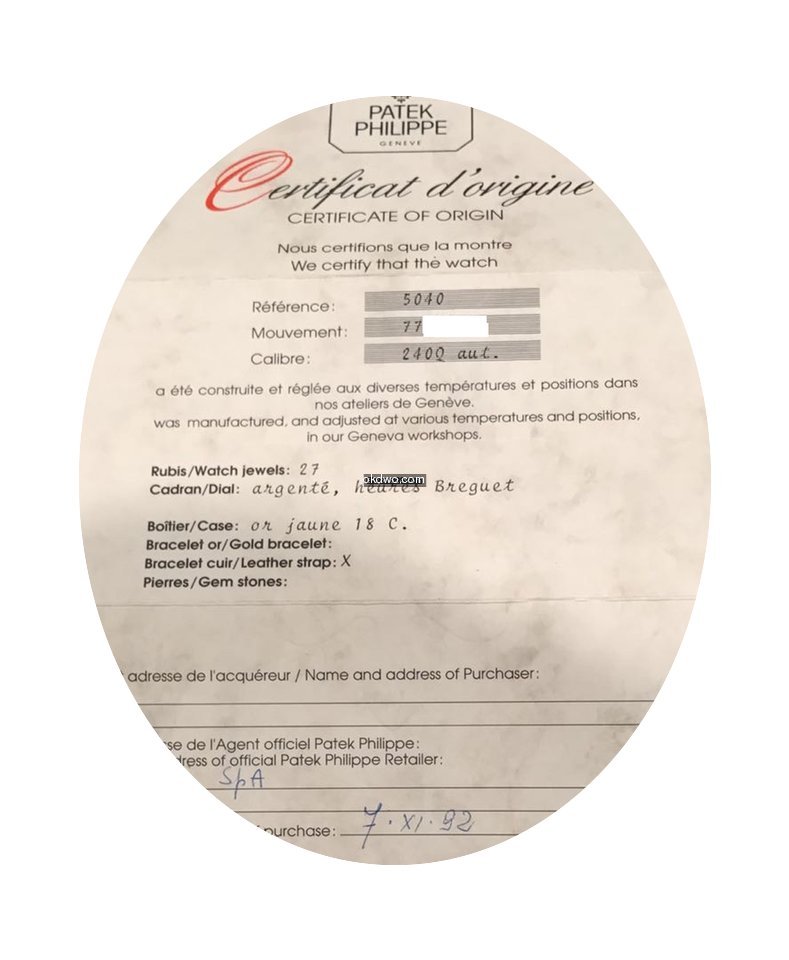 PATEK
PHILIPPE
GENEVE
Certificat d'origine
CERTIFICATE OF ORIGIN
Nous certifions que la montre
We certify that the watch
Référence: 5040
Mouvement: 77
Calibre: 240Q aut.
a été construite et réglée aux diverses températures et positions dans
nos ateliers de Genève.
was manufactured, and adjusted at various temperatures and positions,
in our Geneva workshops.
Rubis/Watch jewels: 27
Cadran/Dial: argenté, heures Breguet
okdwo.com
Boîtier/Case: or jaune 18 C.
Bracelet or/Gold bracelet:
Bracelet cuir/Leather strap: X
Pierres/Gem stones:
adresse de l'acquéreur / Name and address of Purchaser:
de l'Agent officiel Patek Philippe:
of official Patek Philippe Retailer:
SpA
purchase: 7·XI·92